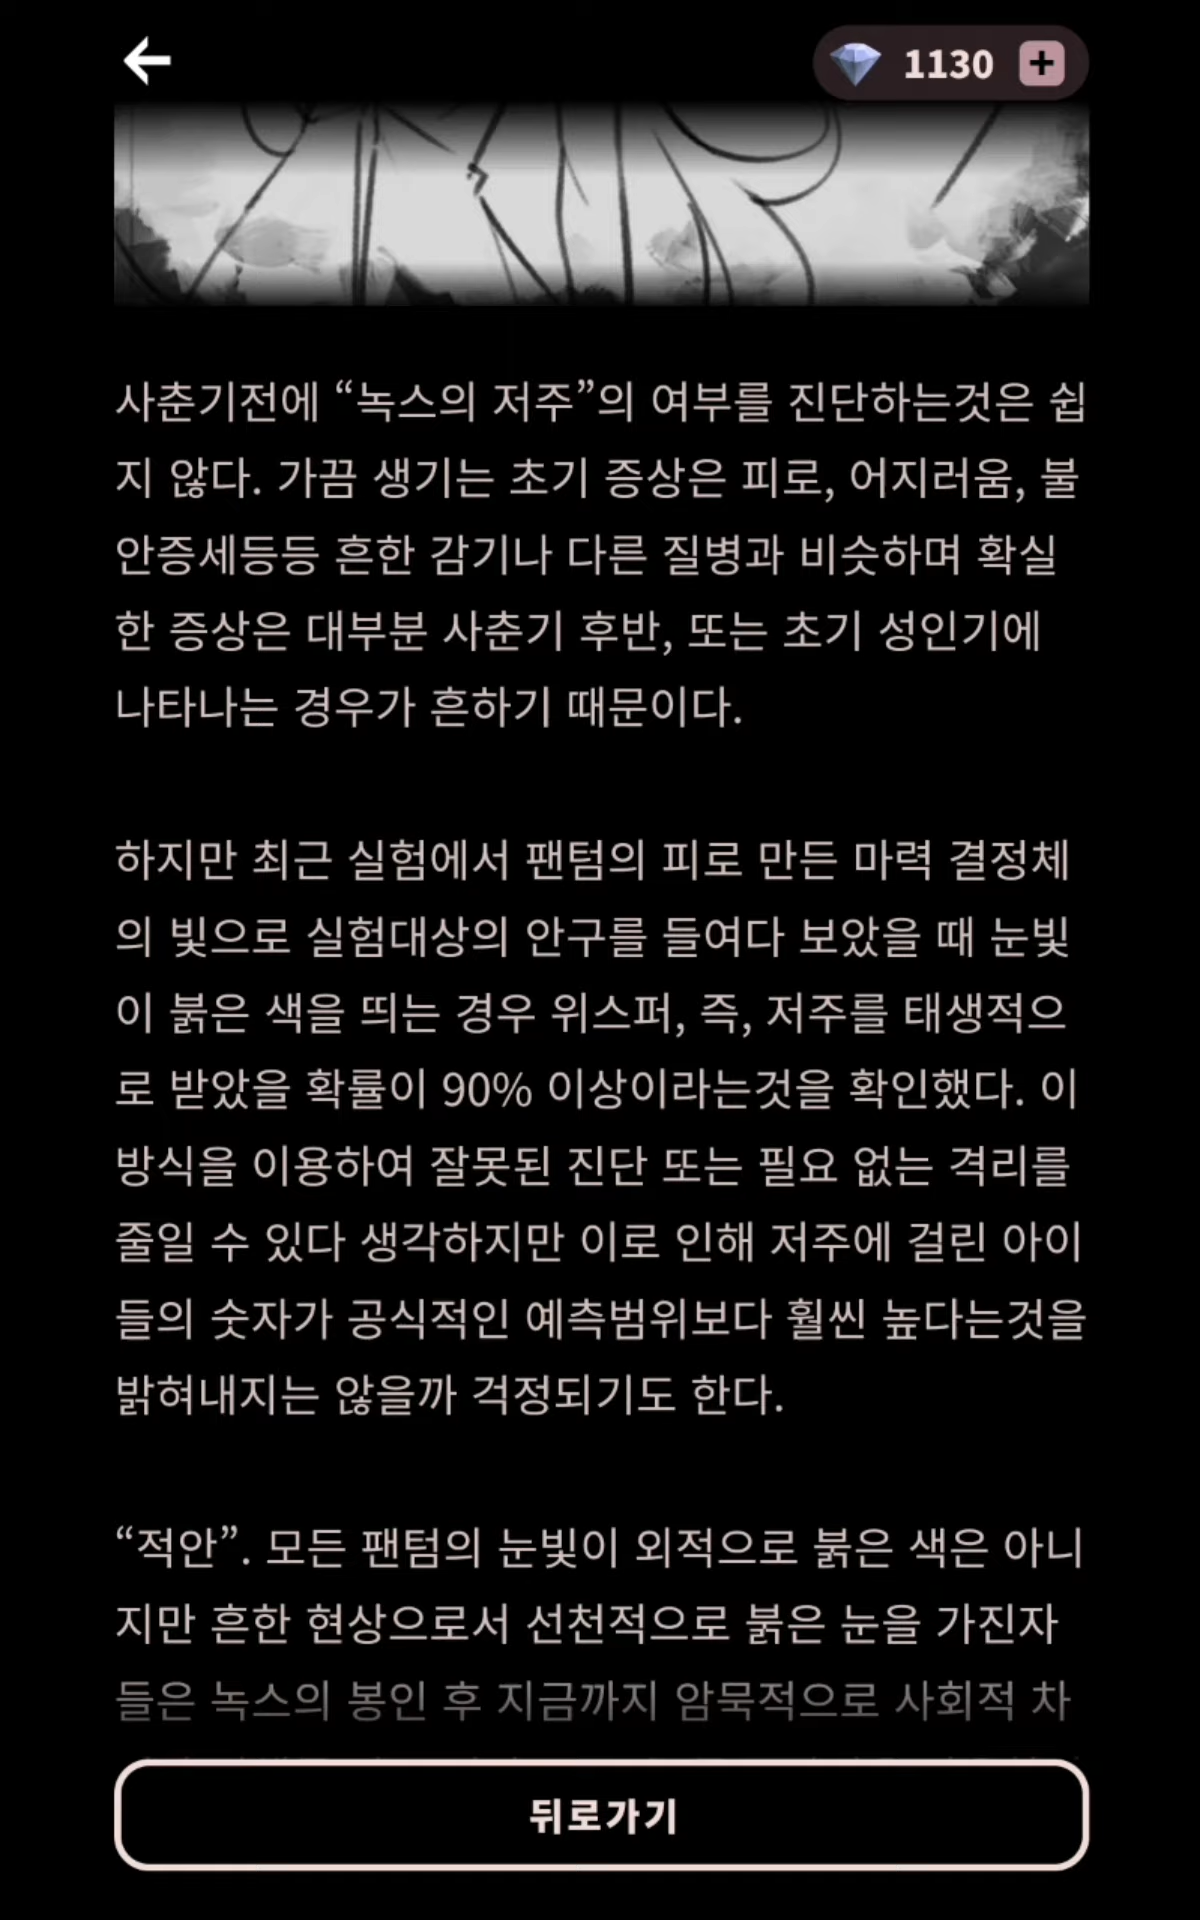 1130
사춘기전에 “녹스의 저주”의 여부를 진단하는것은 쉽
지 않다. 가끔 생기는 초기 증상은 피로, 어지러움, 불
안증세등등 흔한 감기나 다른 질병과 비슷하며 확실
한 증상은 대부분 사춘기 후반, 또는 초기 성인기에
나타나는 경우가 흔하기 때문이다.
하지만 최근 실험에서 팬텀의 피로 만든 마력 결정체
의 빛으로 실험대상의 안구를 들여다 보았을 때 눈빛
이 붉은 색을 띄는 경우 위스퍼, 즉, 저주를 태생적으
로 받았을 확률이 90% 이상이라는것을 확인했다. 이
방식을 이용하여 잘못된 진단 또는 필요 없는 격리를
줄일 수 있다 생각하지만 이로 인해 저주에 걸린 아이
들의 숫자가 공식적인 예측범위보다 훨씬 높다는것을
밝혀내지는 않을까 걱정되기도 한다.
“적안”. 모든 팬텀의 눈빛이 외적으로 붉은 색은 아니
지만 흔한 현상으로서 선천적으로 붉은 눈을 가진자
들은 녹스의 봉인 후 지금까지 암묵적으로 사회적 차
뒤로가기